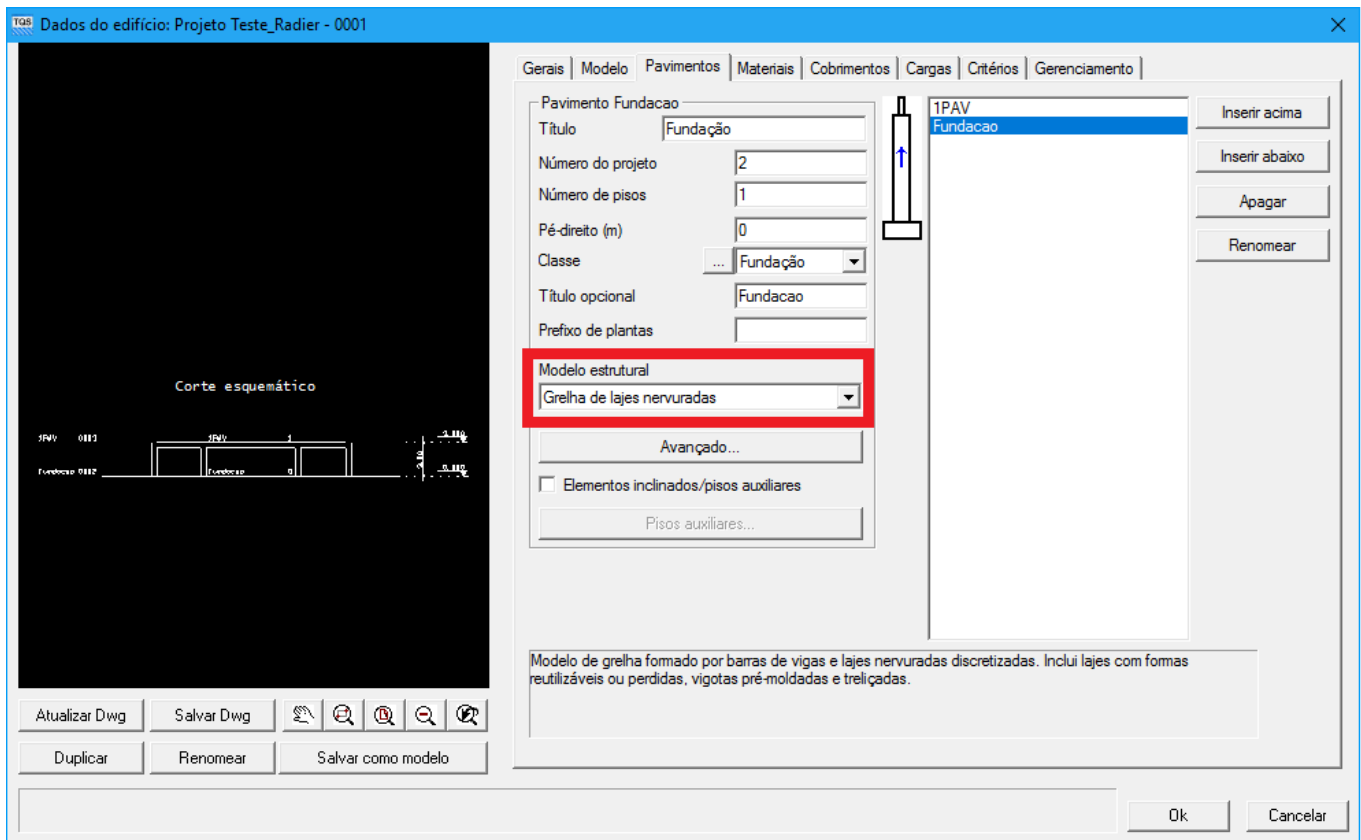 TQS Dados do edifício: Projeto Teste_Radier - 0001
Gerais Modelo Pavimentos Materiais Cobrimentos Cargas Critérios Gerenciamento
Pavimento Fundacao
Título Fundação
Número do projeto 2
Número de pisos 1
Pé-direito (m) 0
Classe ... Fundação
Título opcional Fundacao
Prefixo de plantas
Modelo estrutural
Grelha de lajes nervuradas
Avançado...
Elementos inclinados/pisos auxiliares
Pisos auxiliares...
1PAV
Fundacao
Inserir acima
Inserir abaixo
Apagar
Renomear
Corte esquemático
1PAV 1PAV 1
Fundacao 0002 Fundacao 0
Modelo de grelha formado por barras de vigas e lajes nervuradas discretizadas. Inclui lajes com formas
reutilizáveis ou perdidas, vigotas pré-moldadas e treliçadas.
Atualizar Dwg Salvar Dwg
Duplicar Renomear Salvar como modelo
Ok Cancelar